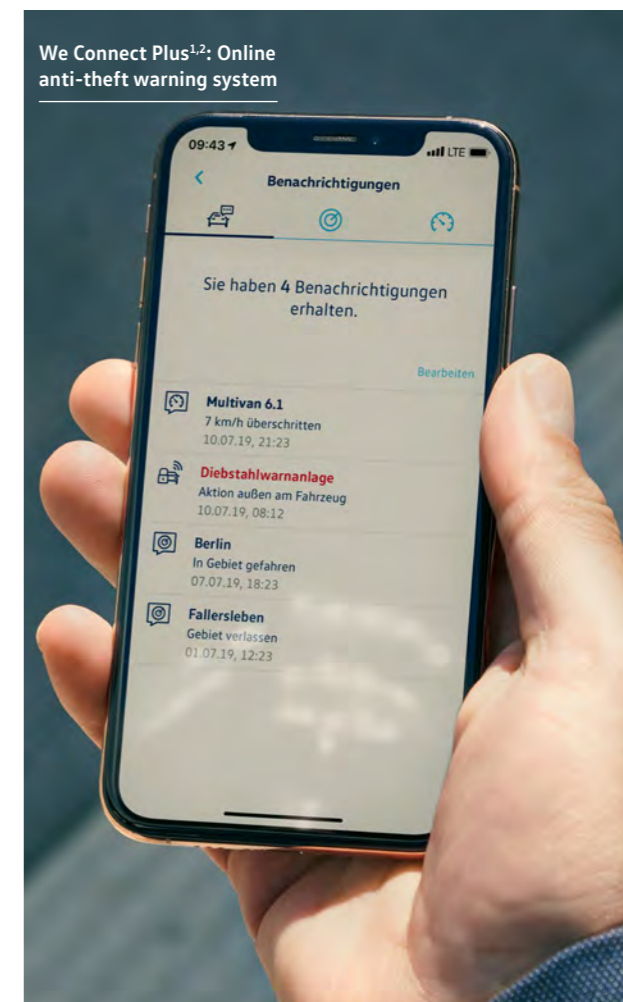 We Connect Plus1,2: Online
anti-theft warning system
09:43
LTE
Benachrichtigungen
Sie haben 4 Benachrichtigungen
erhalten.
Bearbeiten
Multivan 6.1
7 km/h überschritten
10.07.19, 21:23
Diebstahlwarnanlage
Aktion außen am Fahrzeug
10.07.19, 08:12
Berlin
In Gebiet gefahren
07.07.19, 18:23
Fallersleben
Gebiet verlassen
01.07.19, 12:23